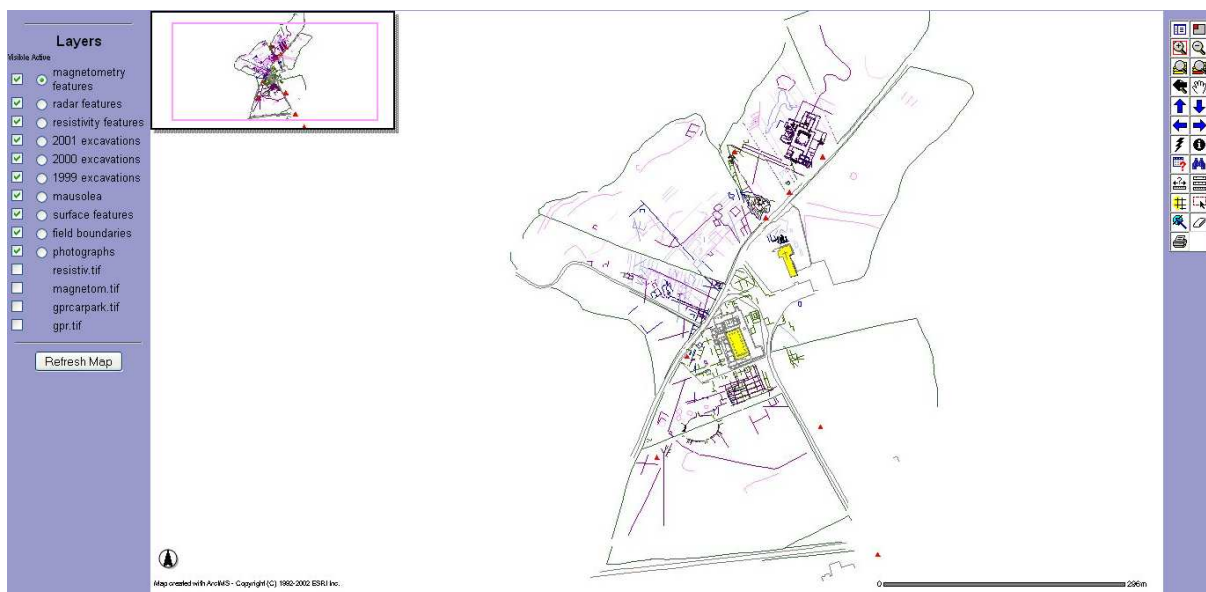 Layers
Visible Active
magnetometry
features
radar features
resistivity features
2001 excavations
2000 excavations
1999 excavations
mausolea
surface features
field boundaries
photographs
resistiv.tif
magnetom.tif
gprcarpark.tif
gpr.tif
Refresh Map
Map created with ArcIMS - Copyright (C) 1992-2002 ESRI Inc.
0 296m